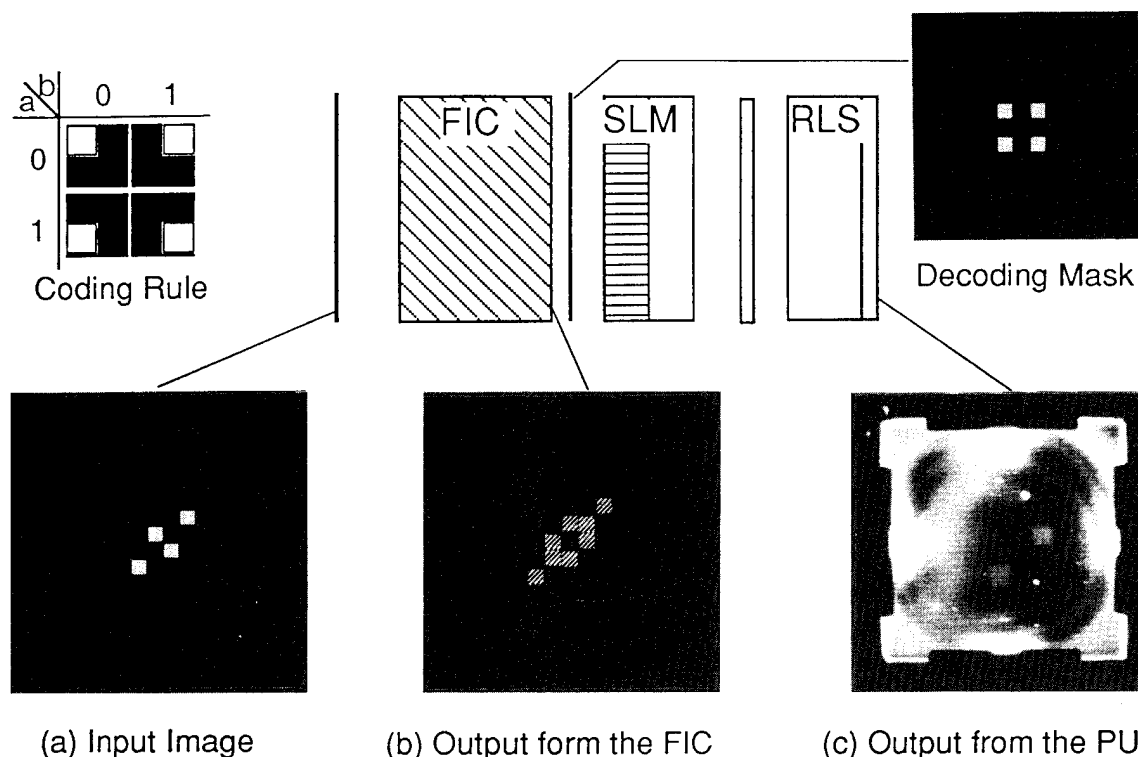 b
a
0 1
0
1
Coding Rule
FIC
SLM
RLS
Decoding Mask
(a) Input Image
(b) Output form the FIC
(c) Output from the PU